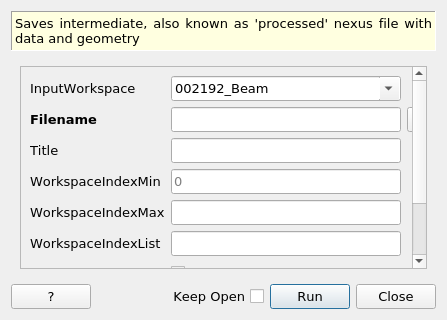 Saves intermediate, also known as 'processed' nexus file with
data and geometry
InputWorkspace
002192_Beam
Filename
Title
WorkspaceIndexMin
0
WorkspaceIndexMax
WorkspaceIndexList
?
Keep Open
Run
Close